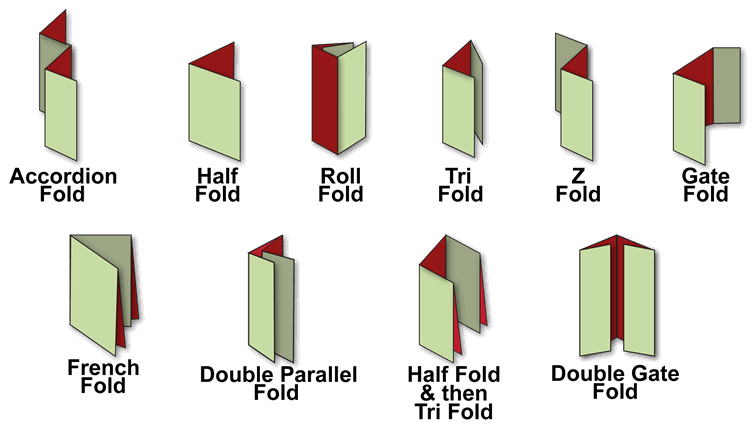 Accordion
Fold
Half
Fold
Roll
Fold
Tri
Fold
Z
Fold
Gate
Fold
French
Fold
Double Parallel
Fold
Half Fold
& then
Tri Fold
Double Gate
Fold